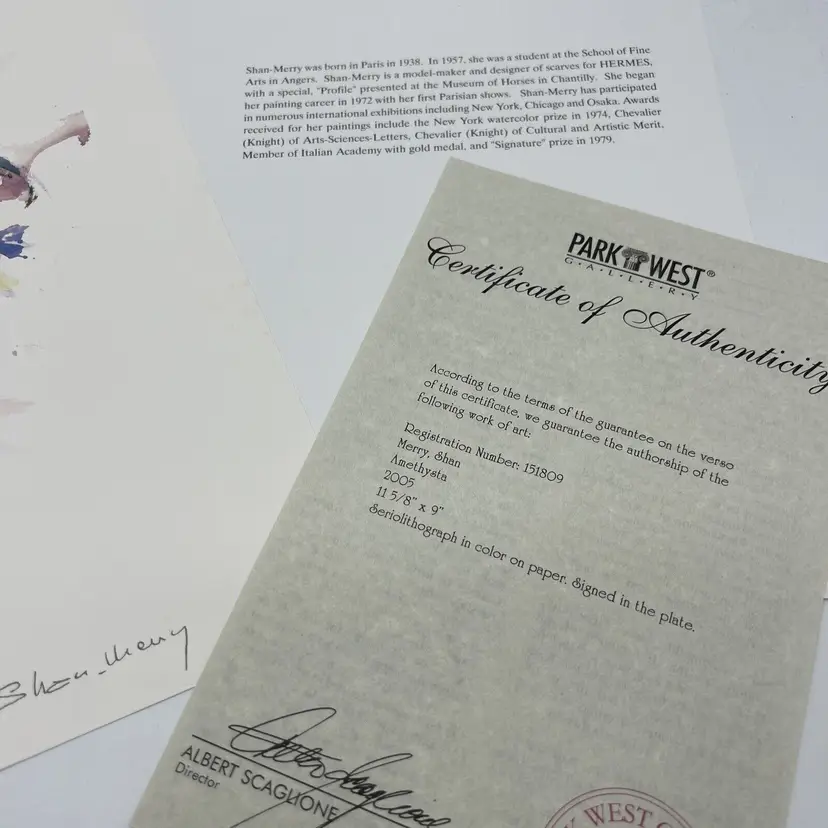 Shan-Merry was born in Paris in 1938. In 1957, she was a student at the School of Fine
Arts in Angers. Shan-Merry is a model-maker and designer of scarves for HERMES,
with a special, "Profile" presented at the Museum of Horses in Chantilly. She began
her painting career in 1972 with her first Parisian shows. Shan-Merry has participated
in numerous international exhibitions including New York, Chicago and Osaka. Awards
received for her paintings include the New York watercolor prize in 1974, Chevalier
(Knight) of Arts-Sciences-Letters, Chevalier (Knight) of Cultural and Artistic Merit,
Member of Italian Academy with gold medal, and "Signature" prize in 1979.
PARK WEST®
G·A·L·L·E·R·Y
Certificate of Authenticity
According to the terms of the guarantee on the verso
of this certificate, we guarantee the authorship of the
following work of art:
Registration Number: 151809
Merry, Shan
Amethysta
2005
11 5/8" x 9"
Seriolithograph in color on paper. Signed in the plate.
Shan-Merry
ALBERT SCAGLIONE
Director
WEST